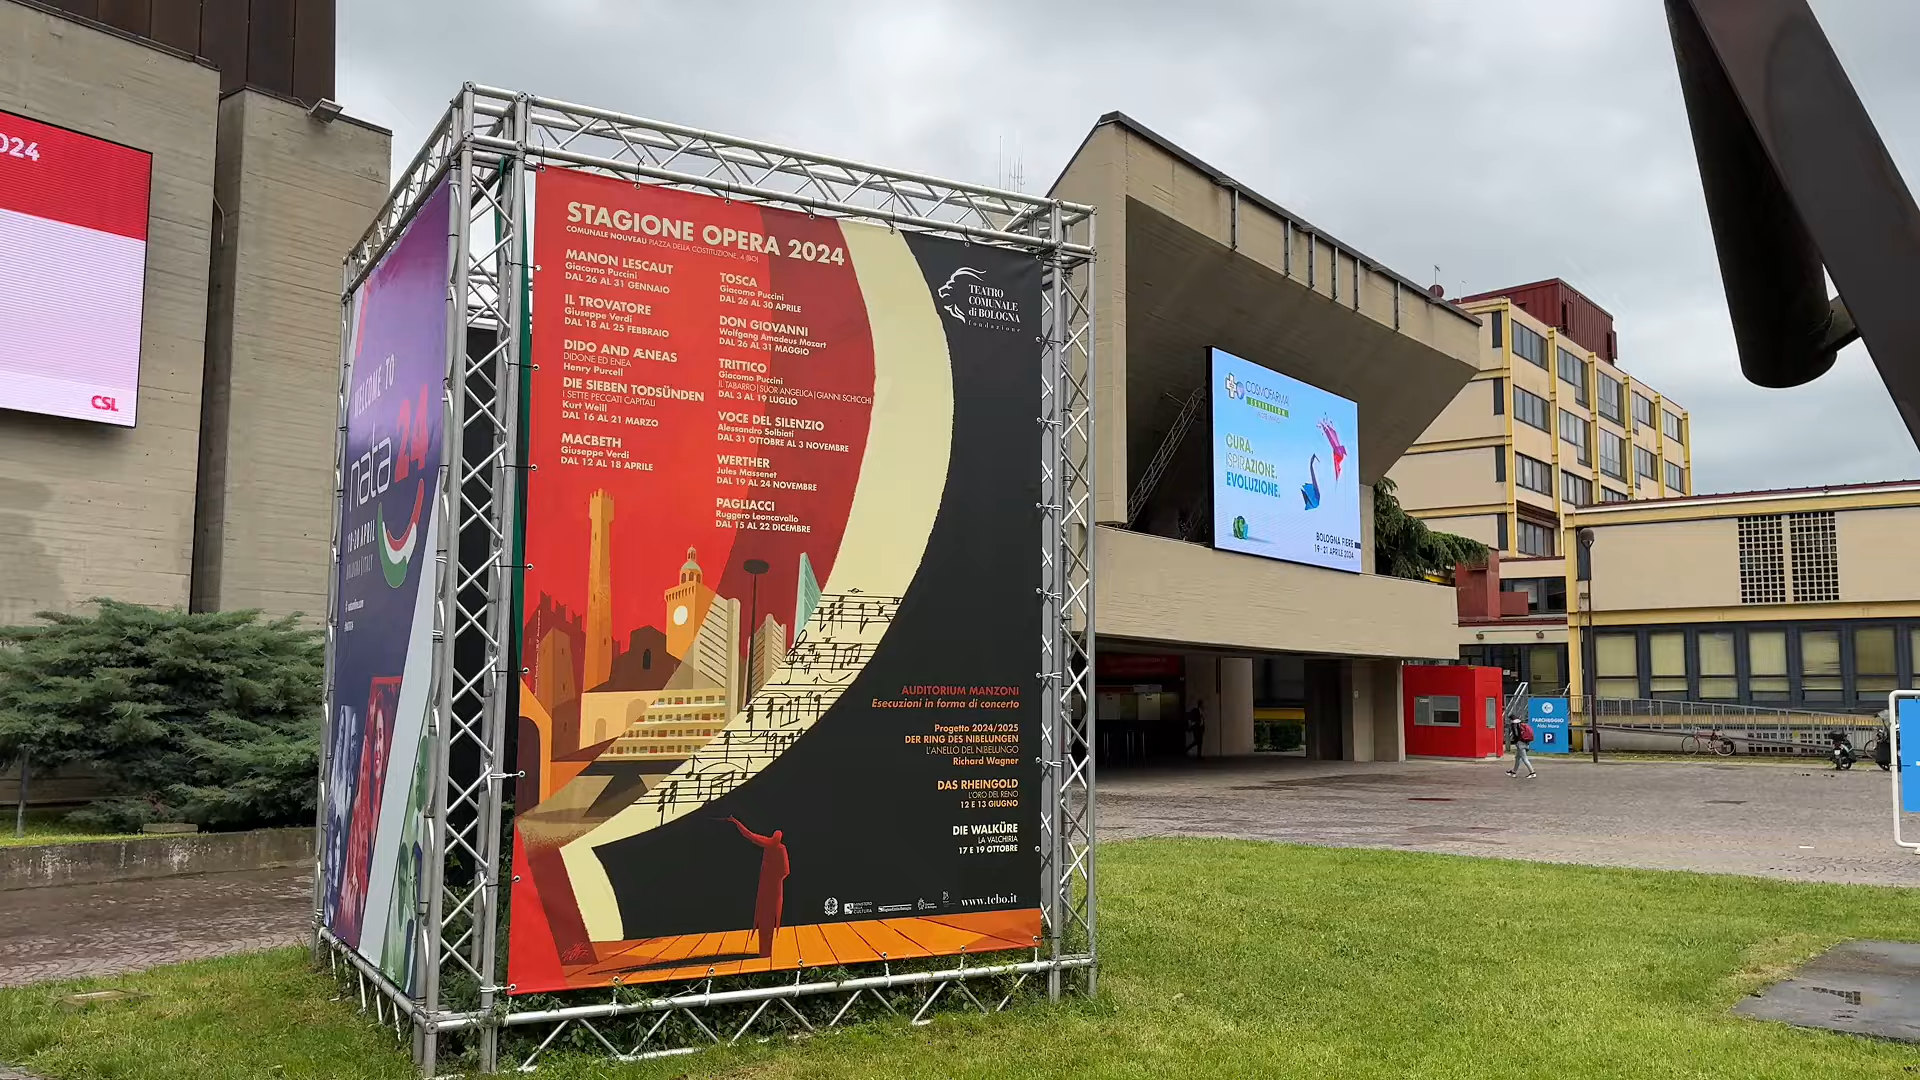 024
CSL
WELCOME TO
nata 24
18-20 APRIL
BOLOGNA | ITALY
STAGIONE OPERA 2024
COMUNALE NOUVEAU PIAZZA DELLA COSTITUZIONE, 4 (BO)
MANON LESCAUT
Giacomo Puccini
DAL 26 AL 31 GENNAIO
IL TROVATORE
Giuseppe Verdi
DAL 18 AL 25 FEBBRAIO
DIDO AND ÆNEAS
DIDONE ED ENEA
Henry Purcell
DIE SIEBEN TODSÜNDEN
I SETTE PECCATI CAPITALI
Kurt Weill
DAL 16 AL 21 MARZO
MACBETH
Giuseppe Verdi
DAL 12 AL 18 APRILE
TOSCA
Giacomo Puccini
DAL 26 AL 30 APRILE
DON GIOVANNI
Wolfgang Amadeus Mozart
DAL 26 AL 31 MAGGIO
TRITTICO
Giacomo Puccini
IL TABARRO | SUOR ANGELICA | GIANNI SCHICCHI
DAL 3 AL 19 LUGLIO
VOCE DEL SILENZIO
Alessandro Solbiati
DAL 31 OTTOBRE AL 3 NOVEMBRE
WERTHER
Jules Massenet
DAL 19 AL 24 NOVEMBRE
PAGLIACCI
Ruggero Leoncavallo
DAL 15 AL 22 DICEMBRE
TEATRO
COMUNALE
di BOLOGNA
fondazione
AUDITORIUM MANZONI
Esecuzioni in forma di concerto
Progetto 2024/2025
DER RING DES NIBELUNGEN
L'ANELLO DEL NIBELUNGO
Richard Wagner
DAS RHEINGOLD
L'ORO DEL RENO
12 E 13 GIUGNO
DIE WALKÜRE
LA VALCHIRIA
17 E 19 OTTOBRE
www.tcbo.it
COSMOFARMA
EXHIBITION
CURA.
ISPIRAZIONE.
EVOLUZIONE.
BOLOGNA FIERE
19 - 21 APRILE 2024
PARCHEGGIO
Aldo Moro
P